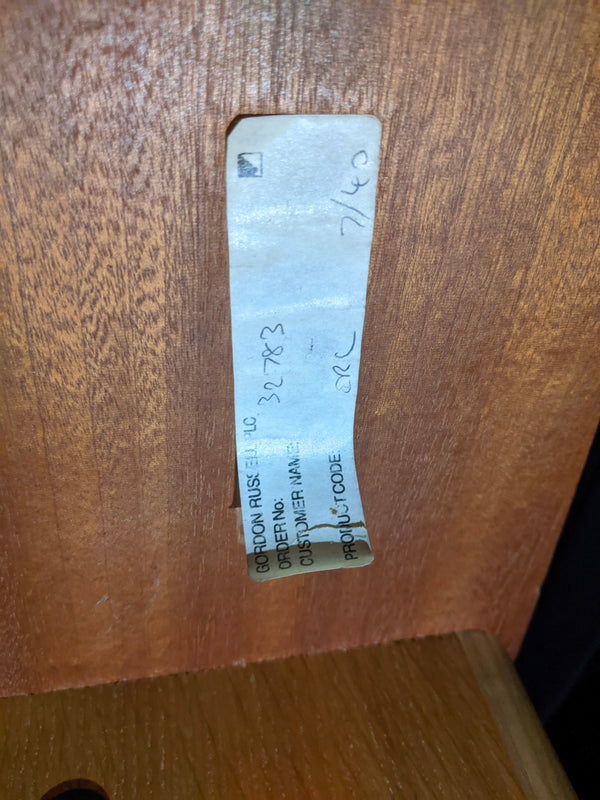 GORDON RUSSELL PLC
ORDER No: 32783
CUSTOMER NAME:
PRODUCT CODE: 7/40